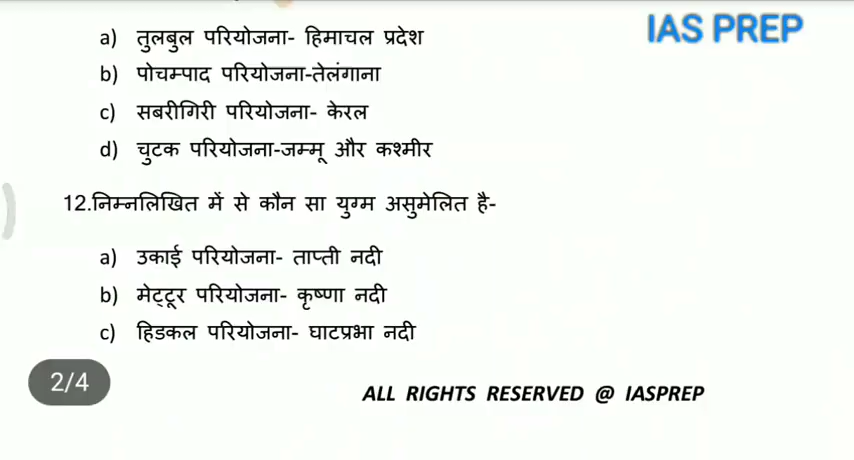 IAS PREP
a) तुलबुल परियोजना- हिमाचल प्रदेश
b) पोचम्पाद परियोजना-तेलंगाना
c) सबरीगिरी परियोजना- केरल
d) चुटक परियोजना-जम्मू और कश्मीर
12.निम्नलिखित में से कौन सा युग्म असुमेलित है-
a) उकाई परियोजना- ताप्ती नदी
b) मेट्टूर परियोजना- कृष्णा नदी
c) हिडकल परियोजना- घाटप्रभा नदी
2/4
ALL RIGHTS RESERVED @ IASPREP